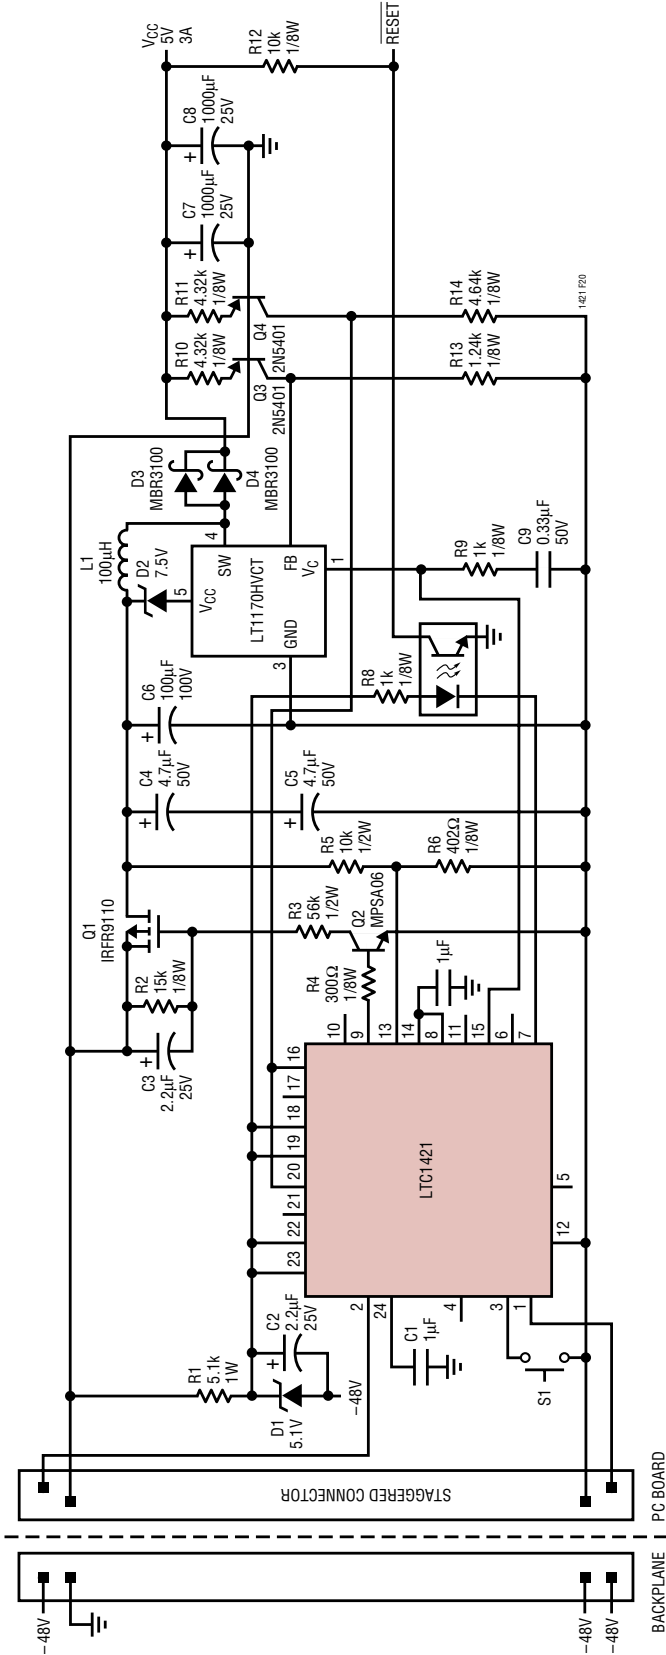 VCC
5V
3A
R12
10k
1/8W
RESET
C8
1000µF
25V
+
C7
1000µF
25V
+
R11
4.32k
1/8W
R10
4.32k
1/8W
Q4
2N5401
Q3
2N5401
R14
4.64k
1/8W
R13
1.24k
1/8W
1421 F20
D3
MBR3100
D4
MBR3100
L1
100µH
D2
7.5V
4
5
SW
VCC
LT1170HVCT
FB
VC
GND
1
3
R9
1k
1/8W
C9
0.33µF
50V
R8
1k
1/8W
C6
100µF
100V
+
C4
4.7µF
50V
+
C5
4.7µF
50V
+
R5
10k
1/2W
R6
402Ω
1/8W
Q1
IRFR9110
R2
15k
1/8W
C3
2.2µF
25V
+
R3
56k
1/2W
Q2
MPSA06
R4
300Ω
1/8W
1µF
10
9
13
14
8
11
15
6
7
16
17
18
19
20
21
22
23
LTC1421
5
12
2
24
4
3
1
R1
5.1k
1W
C2
2.2µF
25V
+
D1
5.1V
–48V
C1
1µF
S1
STAGGERED CONNECTOR
PC BOARD
BACKPLANE
–48V
–48V
–48V